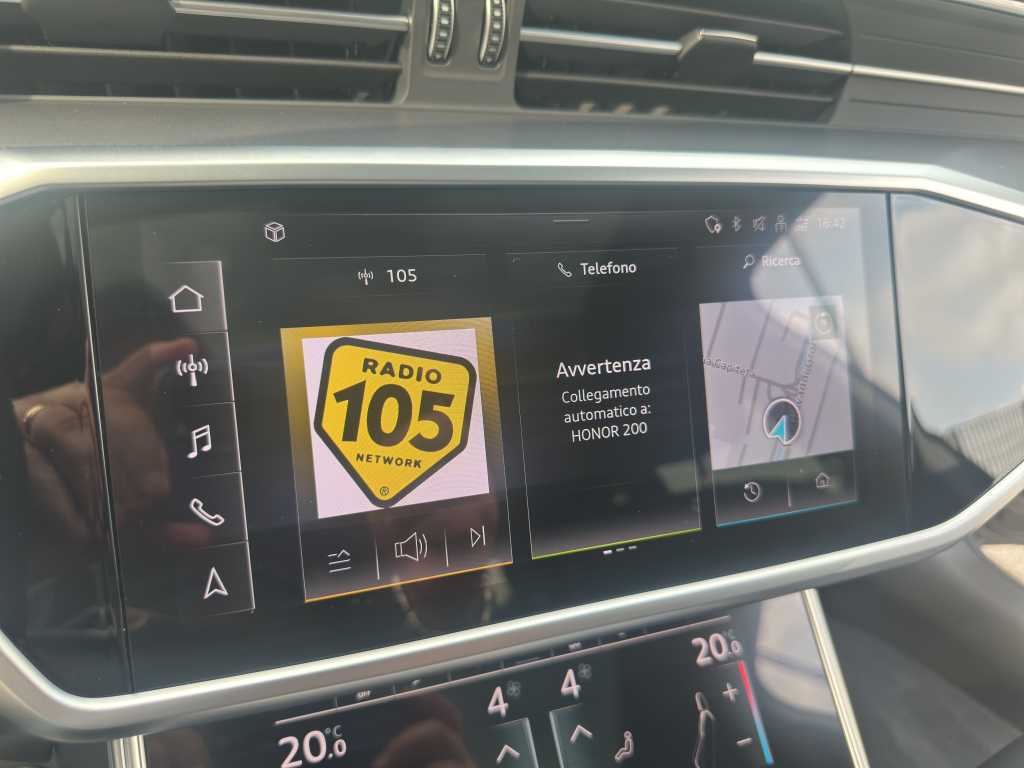 16:42
105
Telefono
Ricerca
RADIO
105
NETWORK
®
Avvertenza
Collegamento
automatico a:
HONOR 200
20.0°C
4
4
20.0°C
OFF